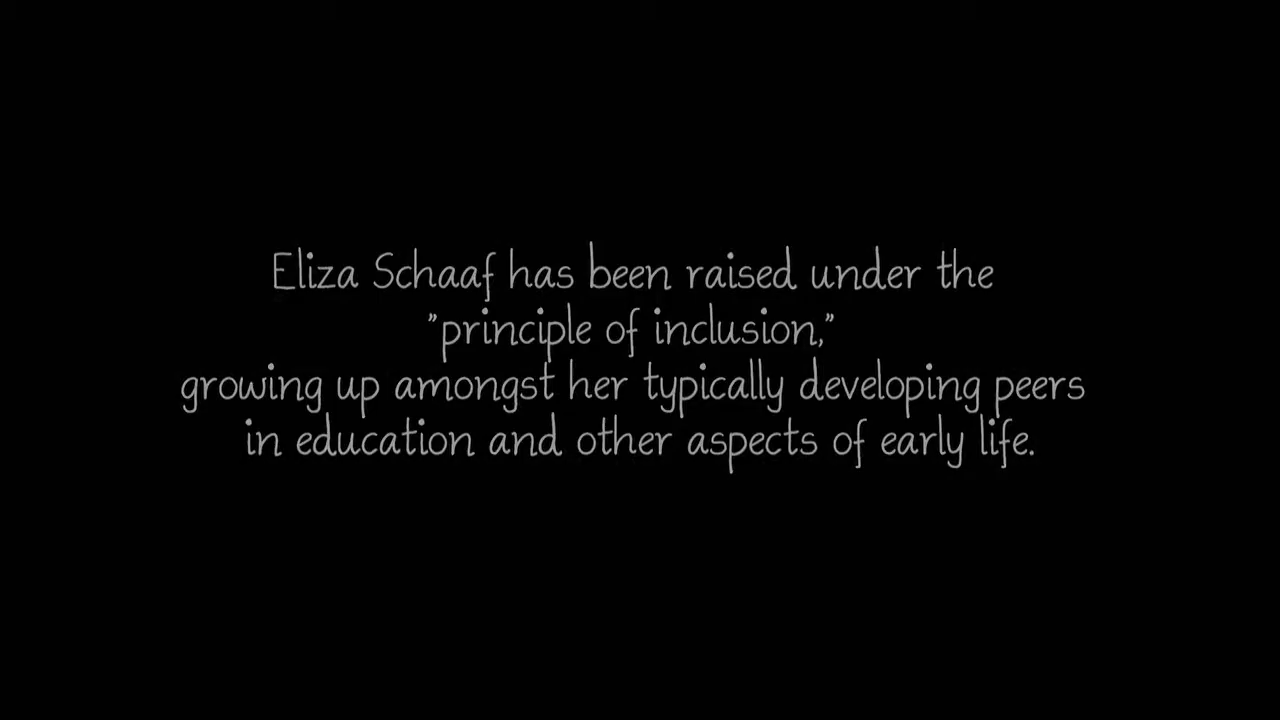 Eliza Schaaf has been raised under the
"principle of inclusion,"
growing up amongst her typically developing peers
in education and other aspects of early life.